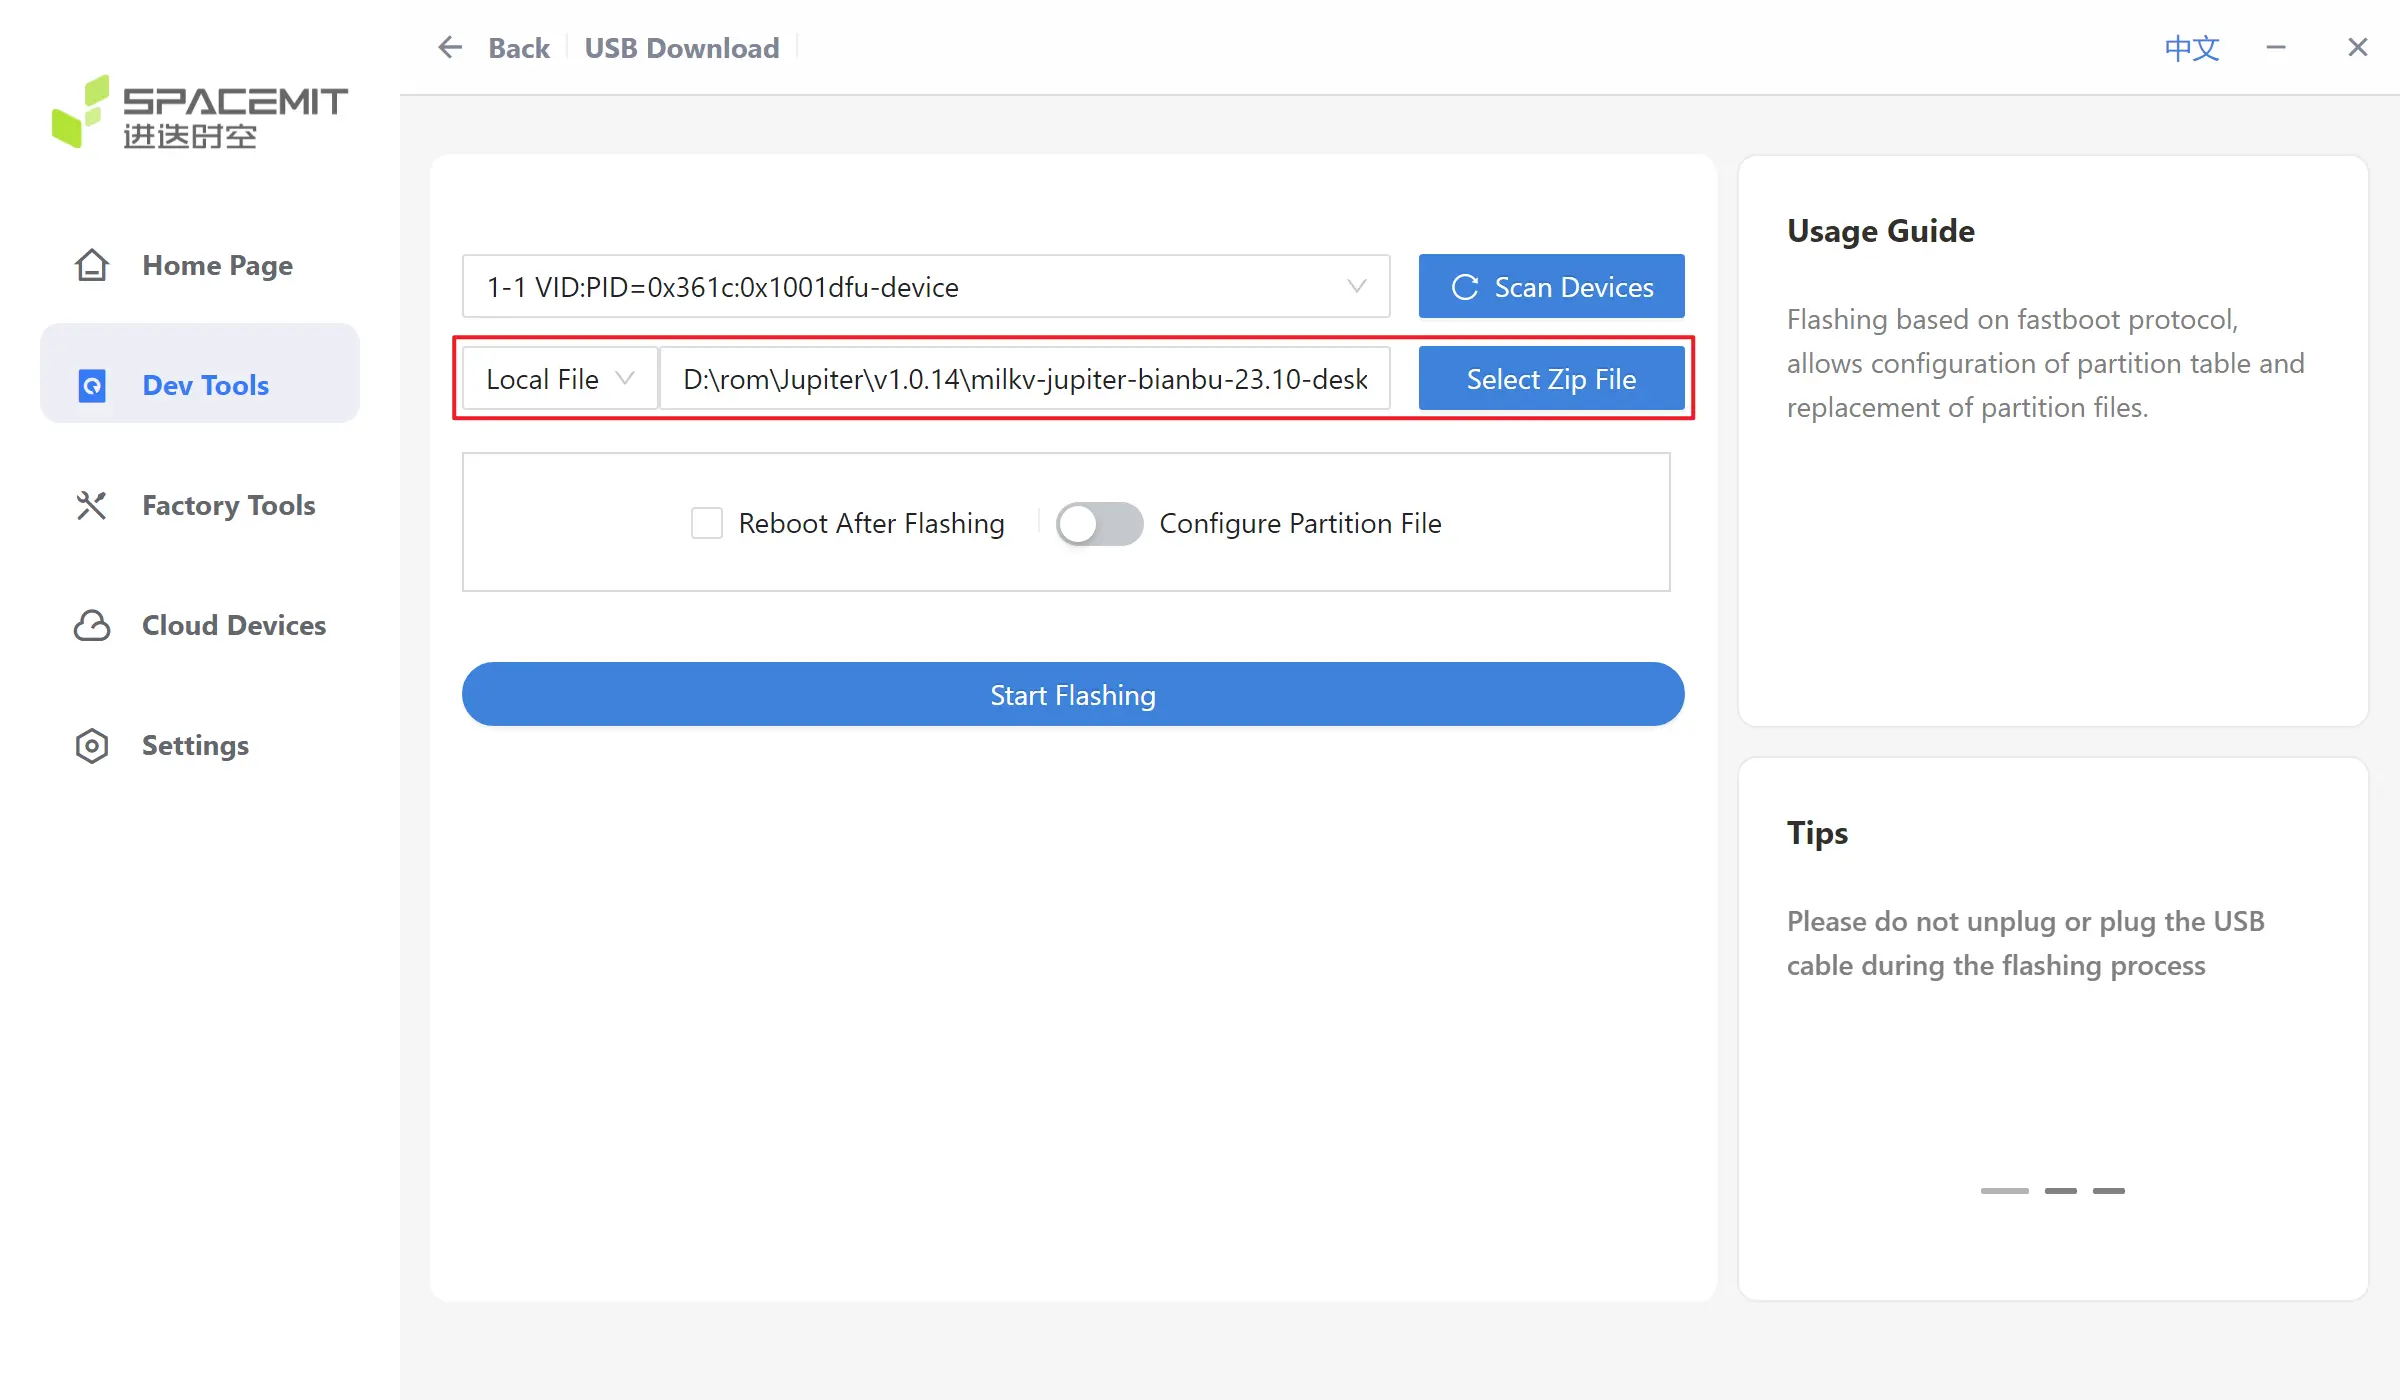 SPACEMIT
进迭时空
Home Page
Dev Tools
Factory Tools
Cloud Devices
Settings
Back
USB Download
中文
1-1 VID:PID=0x361c:0x1001dfu-device
Scan Devices
Local File
D:\rom\Jupiter\v1.0.14\milkv-jupiter-bianbu-23.10-desk
Select Zip File
Reboot After Flashing
Configure Partition File
Start Flashing
Usage Guide
Flashing based on fastboot protocol,
allows configuration of partition table and
replacement of partition files.
Tips
Please do not unplug or plug the USB
cable during the flashing process